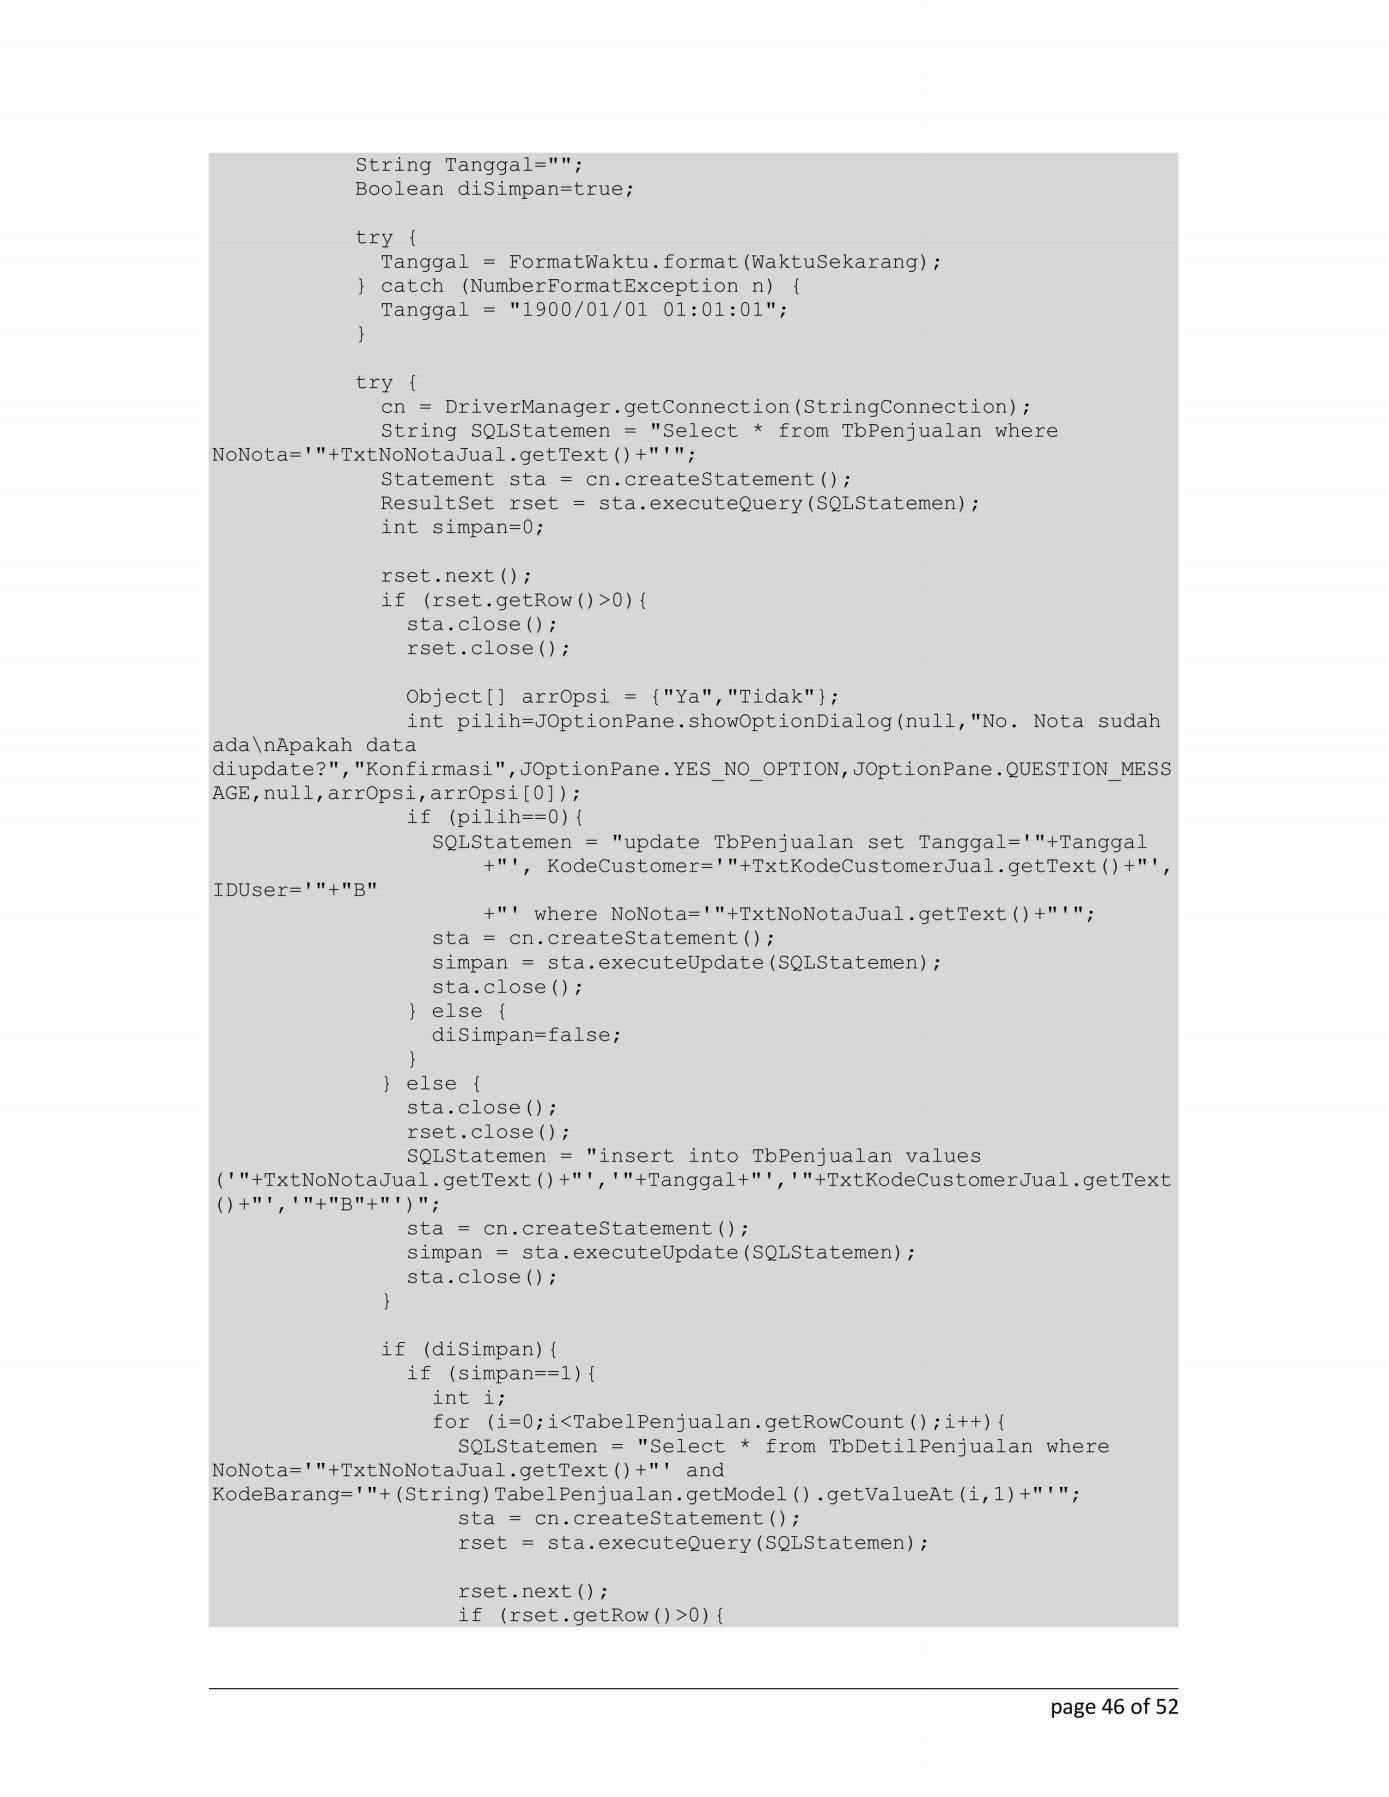 String Tanggal="";
Boolean diSimpan=true;
try {
Tanggal = FormatWaktu.format(WaktuSekarang);
} catch (NumberFormatException n) {
Tanggal = "1900/01/01 01:01:01";
}
try {
cn = DriverManager.getConnection(StringConnection);
String SQLStatemen = "Select * from TbPenjualan where
NoNota='"+TxtNoNotaJual.getText()+"'";
Statement sta = cn.createStatement();
ResultSet rset = sta.executeQuery(SQLStatemen);
int simpan=0;
rset.next();
if (rset.getRow()>0){
sta.close();
rset.close();
Object[] arrOpsi = {"Ya","Tidak"};
int pilih=JOptionPane.showOptionDialog(null,"No. Nota sudah
ada\nApakah data
diupdate?","Konfirmasi",JOptionPane.YES_NO_OPTION,JOptionPane.QUESTION_MESS
AGE,null,arrOpsi,arrOpsi[0]);
if (pilih==0){
SQLStatemen = "update TbPenjualan set Tanggal='"+Tanggal
+"', KodeCustomer='"+TxtKodeCustomerJual.getText()+"',
IDUser='"+"B"
+"' where NoNota='"+TxtNoNotaJual.getText()+"'";
sta = cn.createStatement();
simpan = sta.executeUpdate(SQLStatemen);
sta.close();
} else {
diSimpan=false;
}
} else {
sta.close();
rset.close();
SQLStatemen = "insert into TbPenjualan values
('"+TxtNoNotaJual.getText()+"','"+Tanggal+"','"+TxtKodeCustomerJual.getText
()+"','"+"B"+"')";
sta = cn.createStatement();
simpan = sta.executeUpdate(SQLStatemen);
sta.close();
}
if (diSimpan){
if (simpan==1){
int i;
for (i=0;i<TabelPenjualan.getRowCount();i++){
SQLStatemen = "Select * from TbDetilPenjualan where
NoNota='"+TxtNoNotaJual.getText()+"' and
KodeBarang='"+(String)TabelPenjualan.getModel().getValueAt(i,1)+"'";
sta = cn.createStatement();
rset = sta.executeQuery(SQLStatemen);
rset.next();
if (rset.getRow()>0){
page 46 of 52